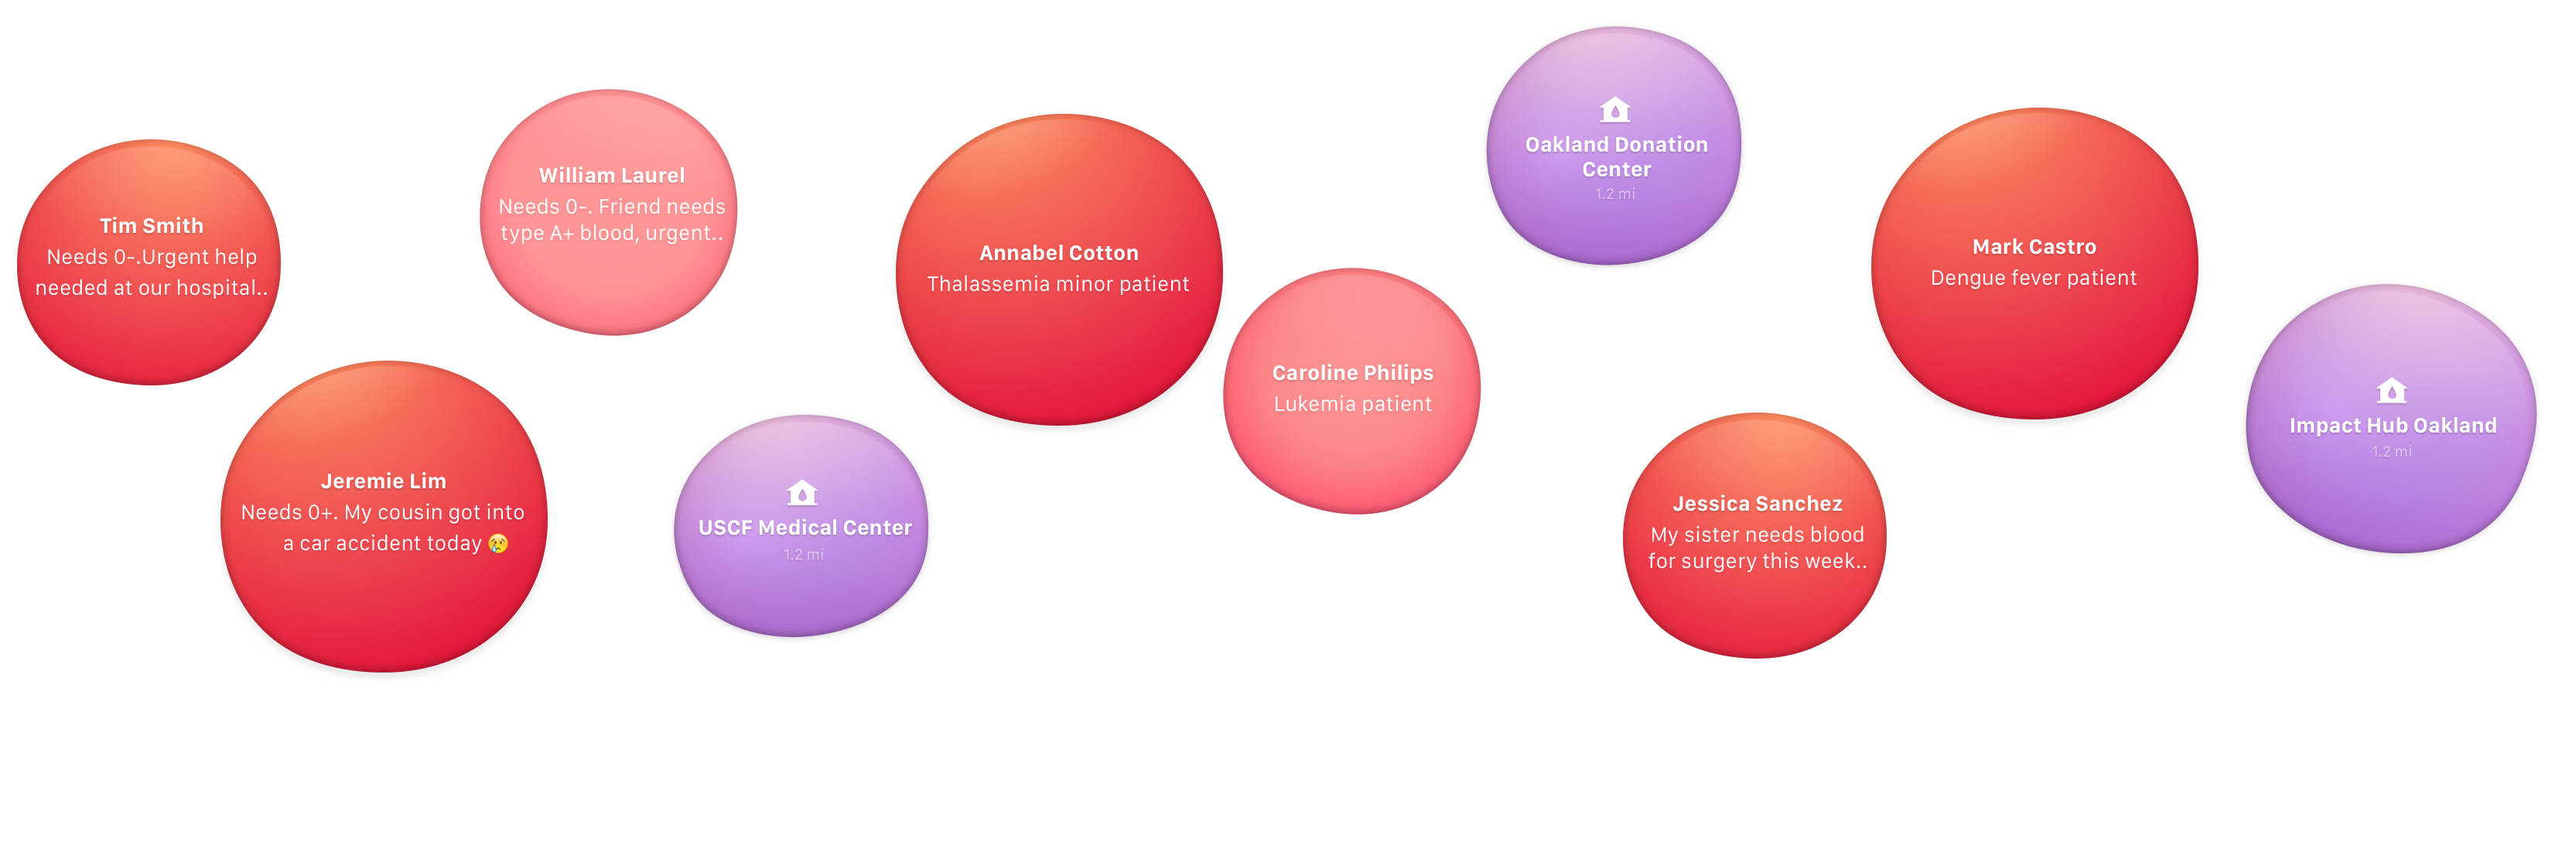 Tim Smith
Needs 0-.Urgent help
needed at our hospital..
William Laurel
Needs 0-. Friend needs
type A+ blood, urgent..
Jeremie Lim
Needs 0+. My cousin got into
a car accident today 😢
USCF Medical Center
1.2 mi
Annabel Cotton
Thalassemia minor patient
Caroline Philips
Lukemia patient
Oakland Donation
Center
1.2 mi
Jessica Sanchez
My sister needs blood
for surgery this week..
Mark Castro
Dengue fever patient
Impact Hub Oakland
1.2 mi